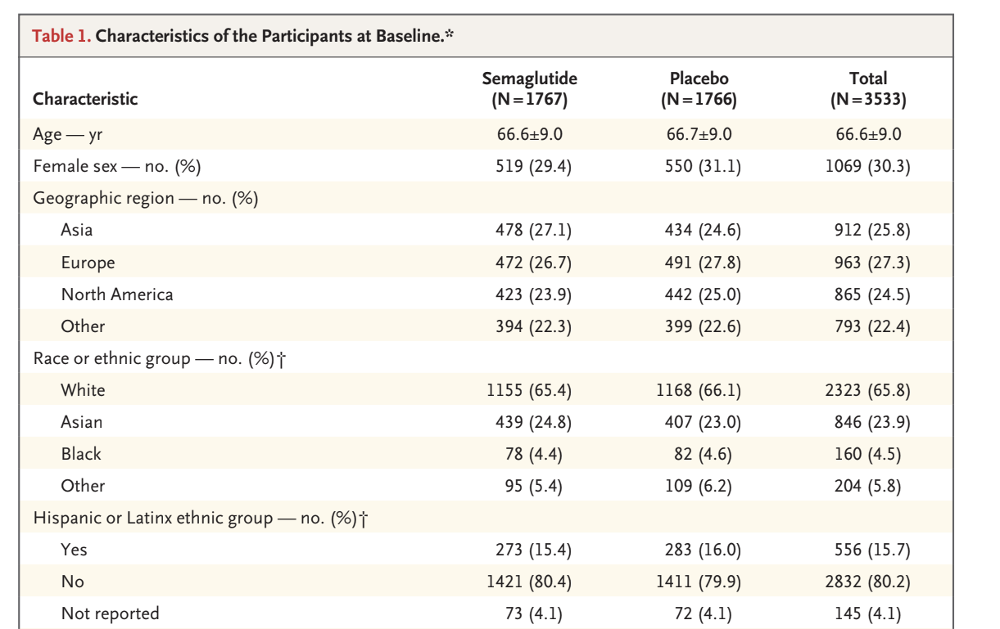 Table 1. Characteristics of the Participants at Baseline.*
Characteristic Semaglutide (N=1767) Placebo (N=1766) Total (N=3533)
Age — yr 66.6±9.0 66.7±9.0 66.6±9.0
Female sex — no. (%) 519 (29.4) 550 (31.1) 1069 (30.3)
Geographic region — no. (%)
Asia 478 (27.1) 434 (24.6) 912 (25.8)
Europe 472 (26.7) 491 (27.8) 963 (27.3)
North America 423 (23.9) 442 (25.0) 865 (24.5)
Other 394 (22.3) 399 (22.6) 793 (22.4)
Race or ethnic group — no. (%)†
White 1155 (65.4) 1168 (66.1) 2323 (65.8)
Asian 439 (24.8) 407 (23.0) 846 (23.9)
Black 78 (4.4) 82 (4.6) 160 (4.5)
Other 95 (5.4) 109 (6.2) 204 (5.8)
Hispanic or Latinx ethnic group — no. (%)†
Yes 273 (15.4) 283 (16.0) 556 (15.7)
No 1421 (80.4) 1411 (79.9) 2832 (80.2)
Not reported 73 (4.1) 72 (4.1) 145 (4.1)